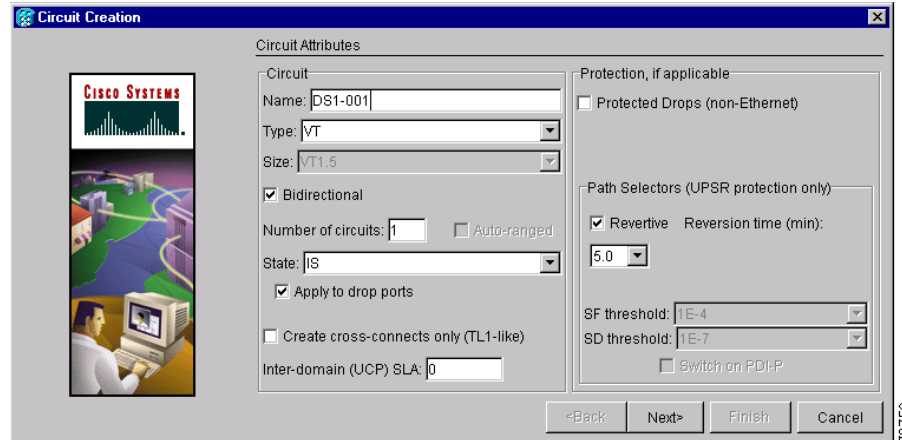 Circuit Creation
Circuit Attributes
CISCO SYSTEMS
Circuit
Name: DS1-001
Type: VT
Size: VT1.5
Bidirectional
Number of circuits: 1 Auto-ranged
State: IS
Apply to drop ports
Create cross-connects only (TL1-like)
Inter-domain (UCP) SLA: 0
Protection, if applicable
Protected Drops (non-Ethernet)
Path Selectors (UPSR protection only)
Revertive Reversion time (min):
5.0
SF threshold: 1E-4
SD threshold: 1E-7
Switch on PDI-P
<Back Next> Finish Cancel